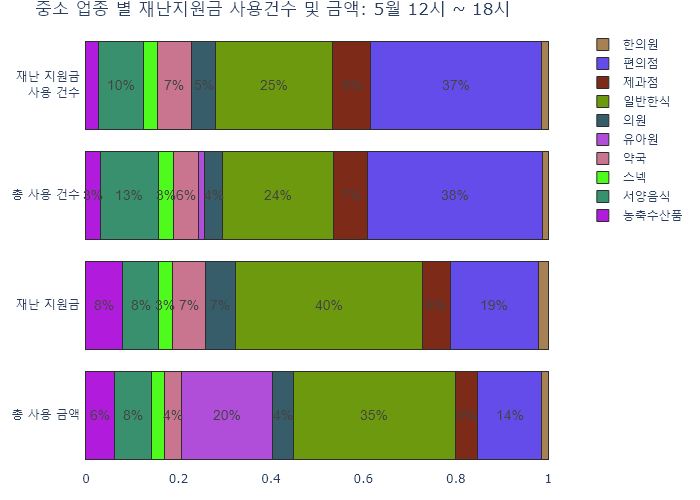 중소 업종 별 재난지원금 사용건수 및 금액: 5월 12시 ~ 18시
한의원
편의점
제과점
일반한식
의원
유아원
약국
스넥
서양음식
농축수산품
재난 지원금
사용 건수
10% 7% 5% 25% 8% 37%
총 사용 건수
3% 13% 3% 6% 4% 24% 7% 38%
재난 지원금
8% 8% 3% 7% 7% 40% 19%
총 사용 금액
6% 8% 4% 20% 4% 35% 14%
0 0.2 0.4 0.6 0.8 1